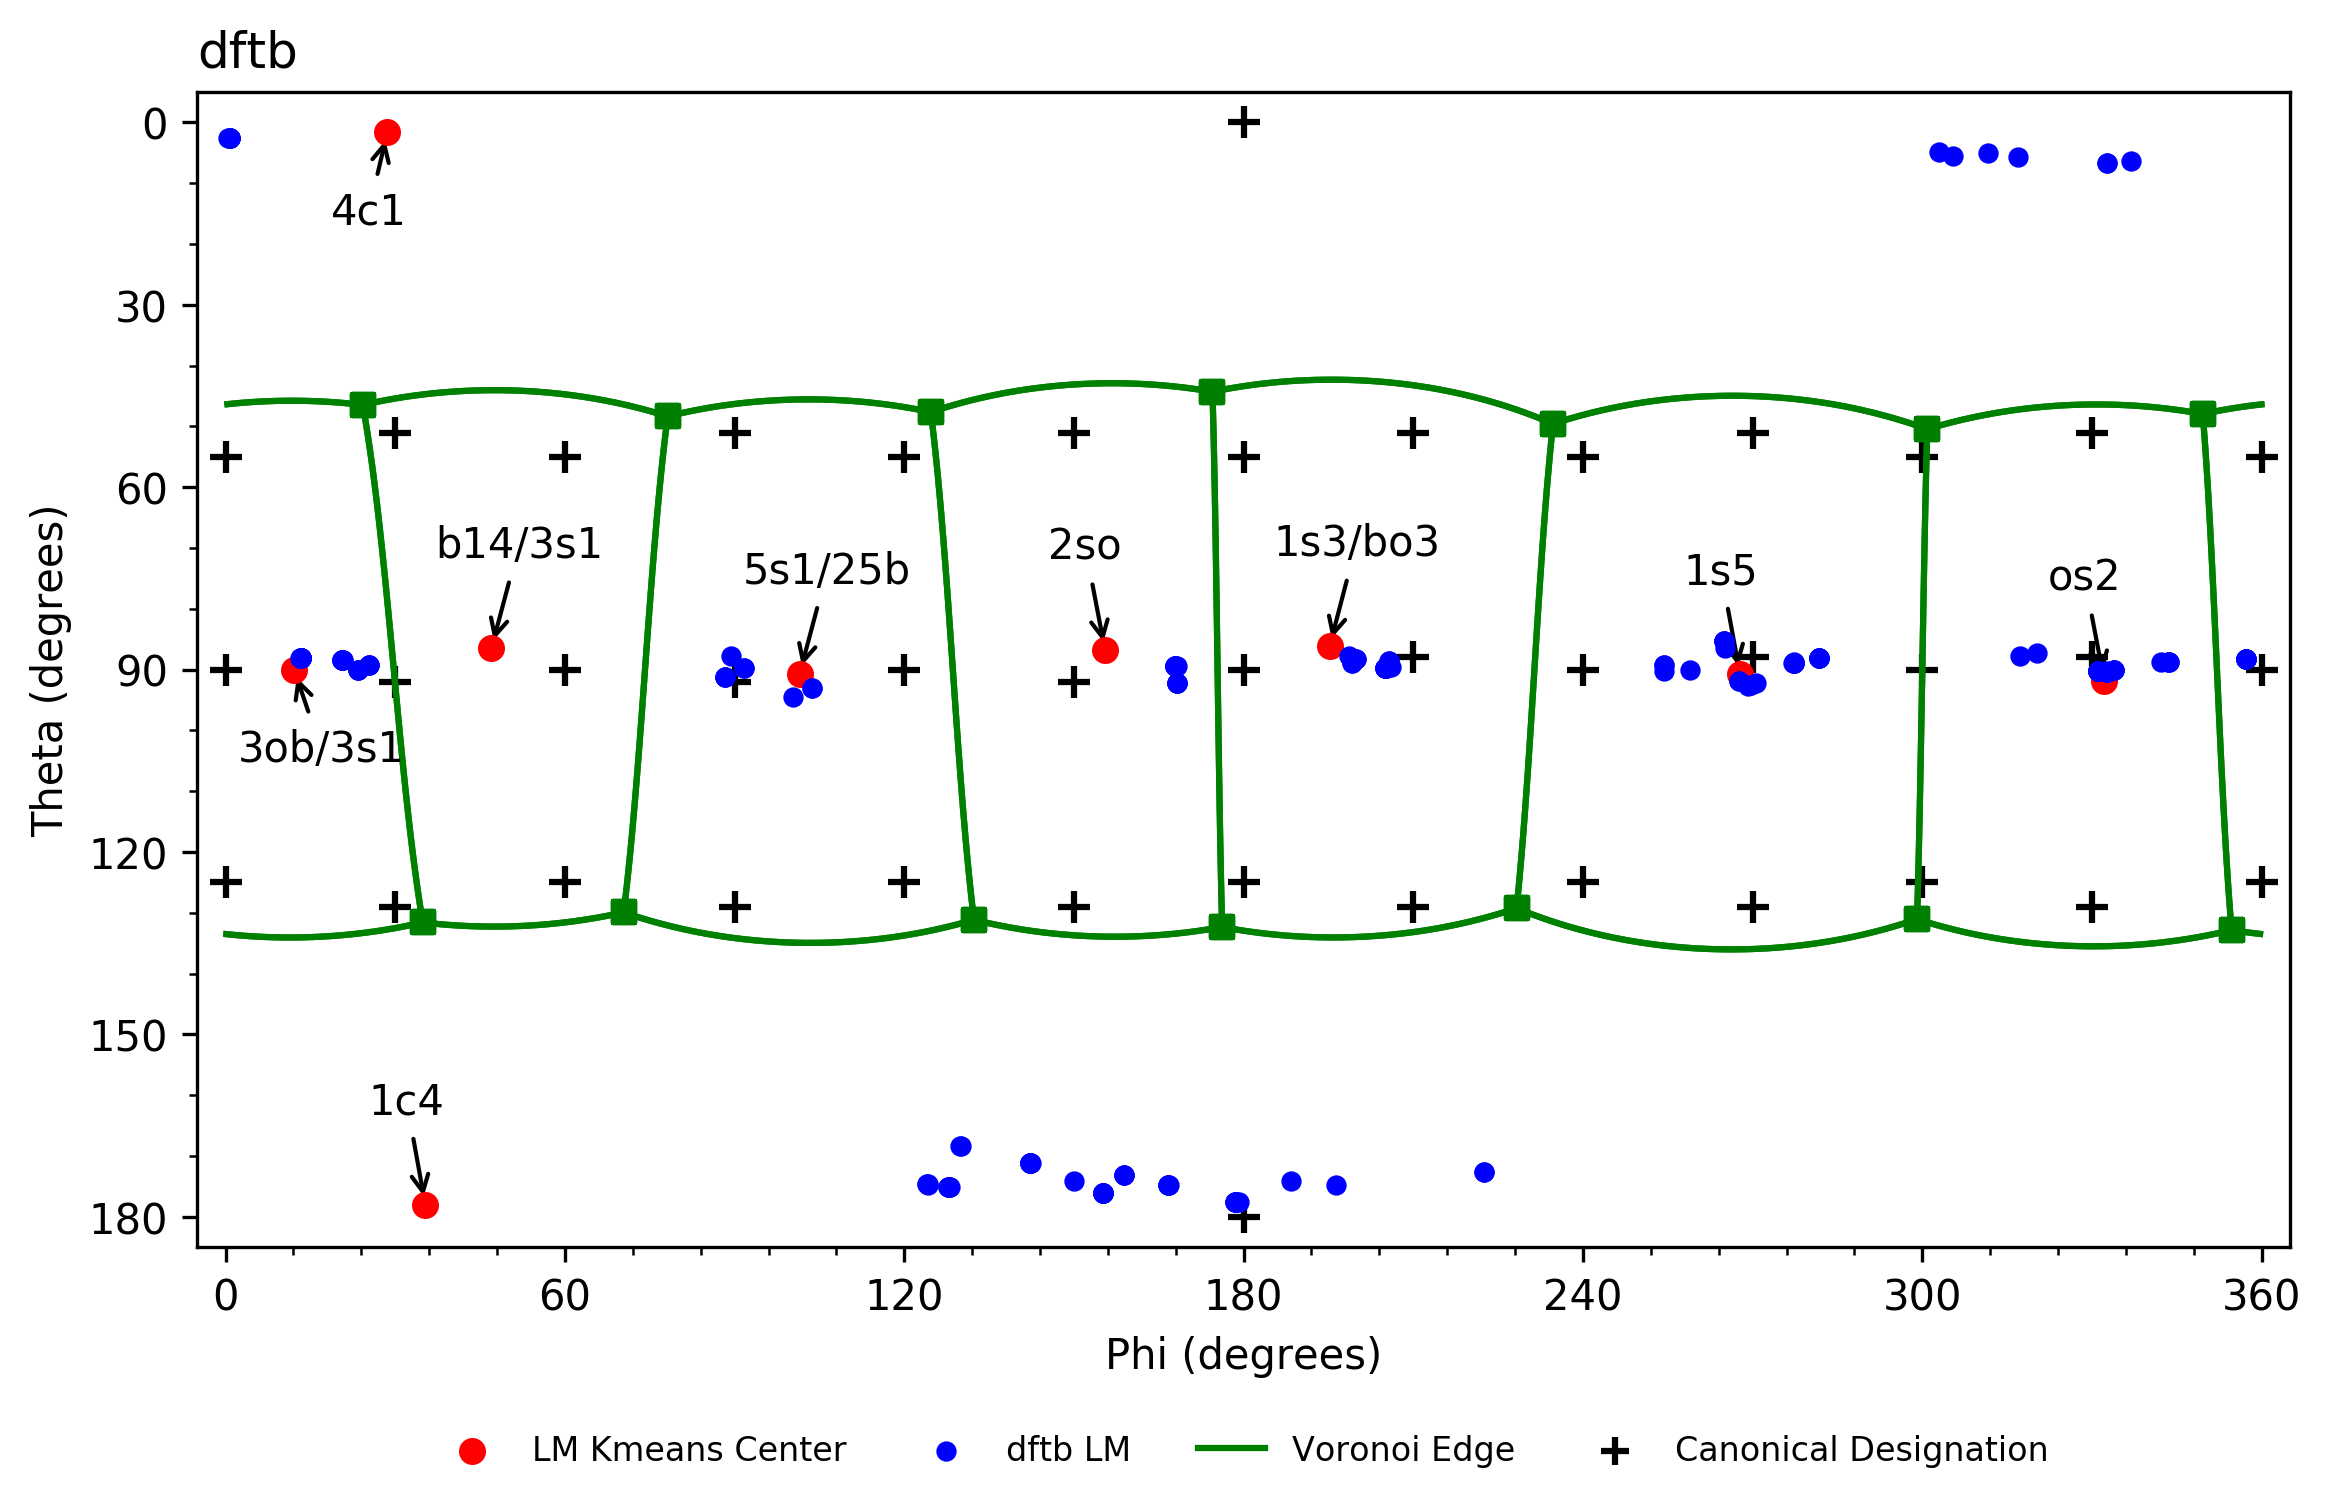 dftb
0
30
60
90
120
150
180
Theta (degrees)
4c1
b14/3s1
5s1/25b
2so
1s3/bo3
1s5
os2
3ob/3s1
1c4
0 60 120 180 240 300 360
Phi (degrees)
LM Kmeans Center dftb LM Voronoi Edge Canonical Designation